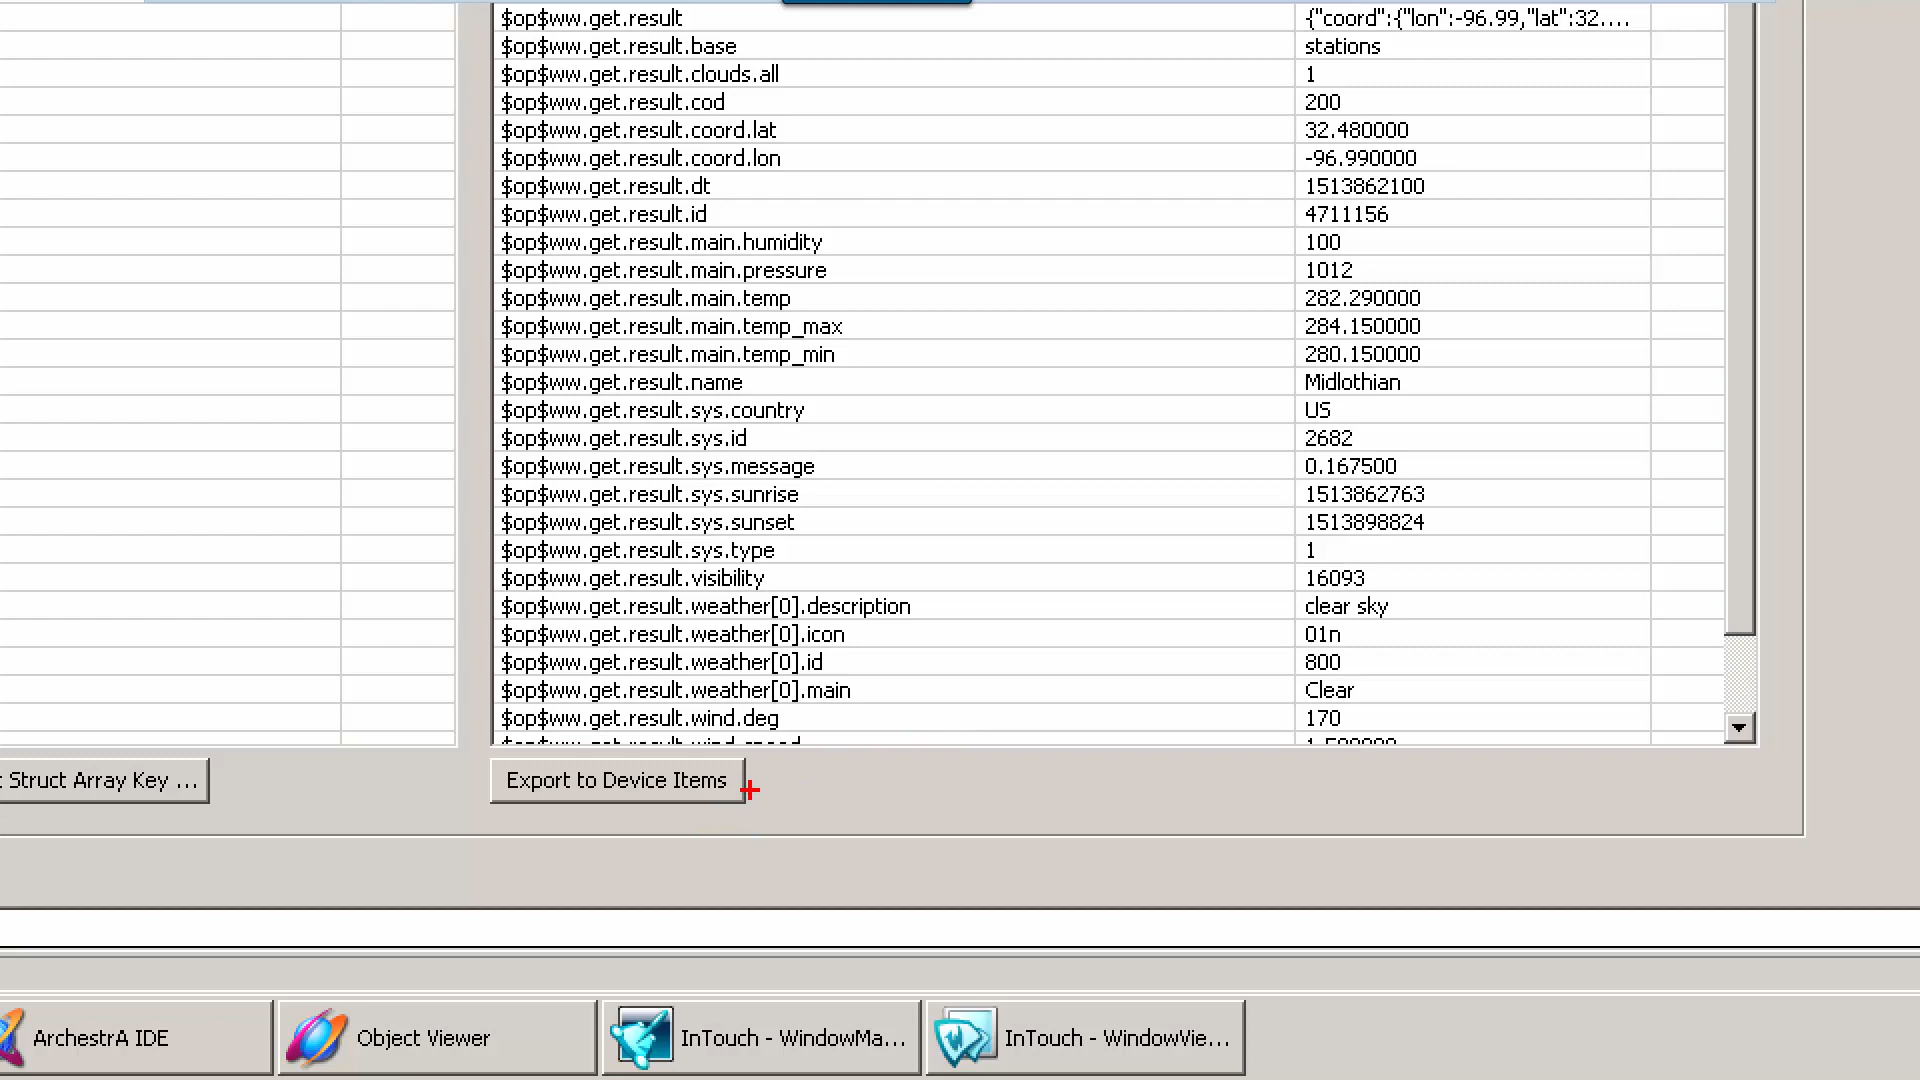 $op$ww.get.result {"coord":{"lon":-96.99,"lat":32....
$op$ww.get.result.base stations
$op$ww.get.result.clouds.all 1
$op$ww.get.result.cod 200
$op$ww.get.result.coord.lat 32.480000
$op$ww.get.result.coord.lon -96.990000
$op$ww.get.result.dt 1513862100
$op$ww.get.result.id 4711156
$op$ww.get.result.main.humidity 100
$op$ww.get.result.main.pressure 1012
$op$ww.get.result.main.temp 282.290000
$op$ww.get.result.main.temp_max 284.150000
$op$ww.get.result.main.temp_min 280.150000
$op$ww.get.result.name Midlothian
$op$ww.get.result.sys.country US
$op$ww.get.result.sys.id 2682
$op$ww.get.result.sys.message 0.167500
$op$ww.get.result.sys.sunrise 1513862763
$op$ww.get.result.sys.sunset 1513898824
$op$ww.get.result.sys.type 1
$op$ww.get.result.visibility 16093
$op$ww.get.result.weather[0].description clear sky
$op$ww.get.result.weather[0].icon 01n
$op$ww.get.result.weather[0].id 800
$op$ww.get.result.weather[0].main Clear
$op$ww.get.result.wind.deg 170
Struct Array Key ... Export to Device Items
ArchestrA IDE Object Viewer InTouch - WindowMa... InTouch - WindowVie...